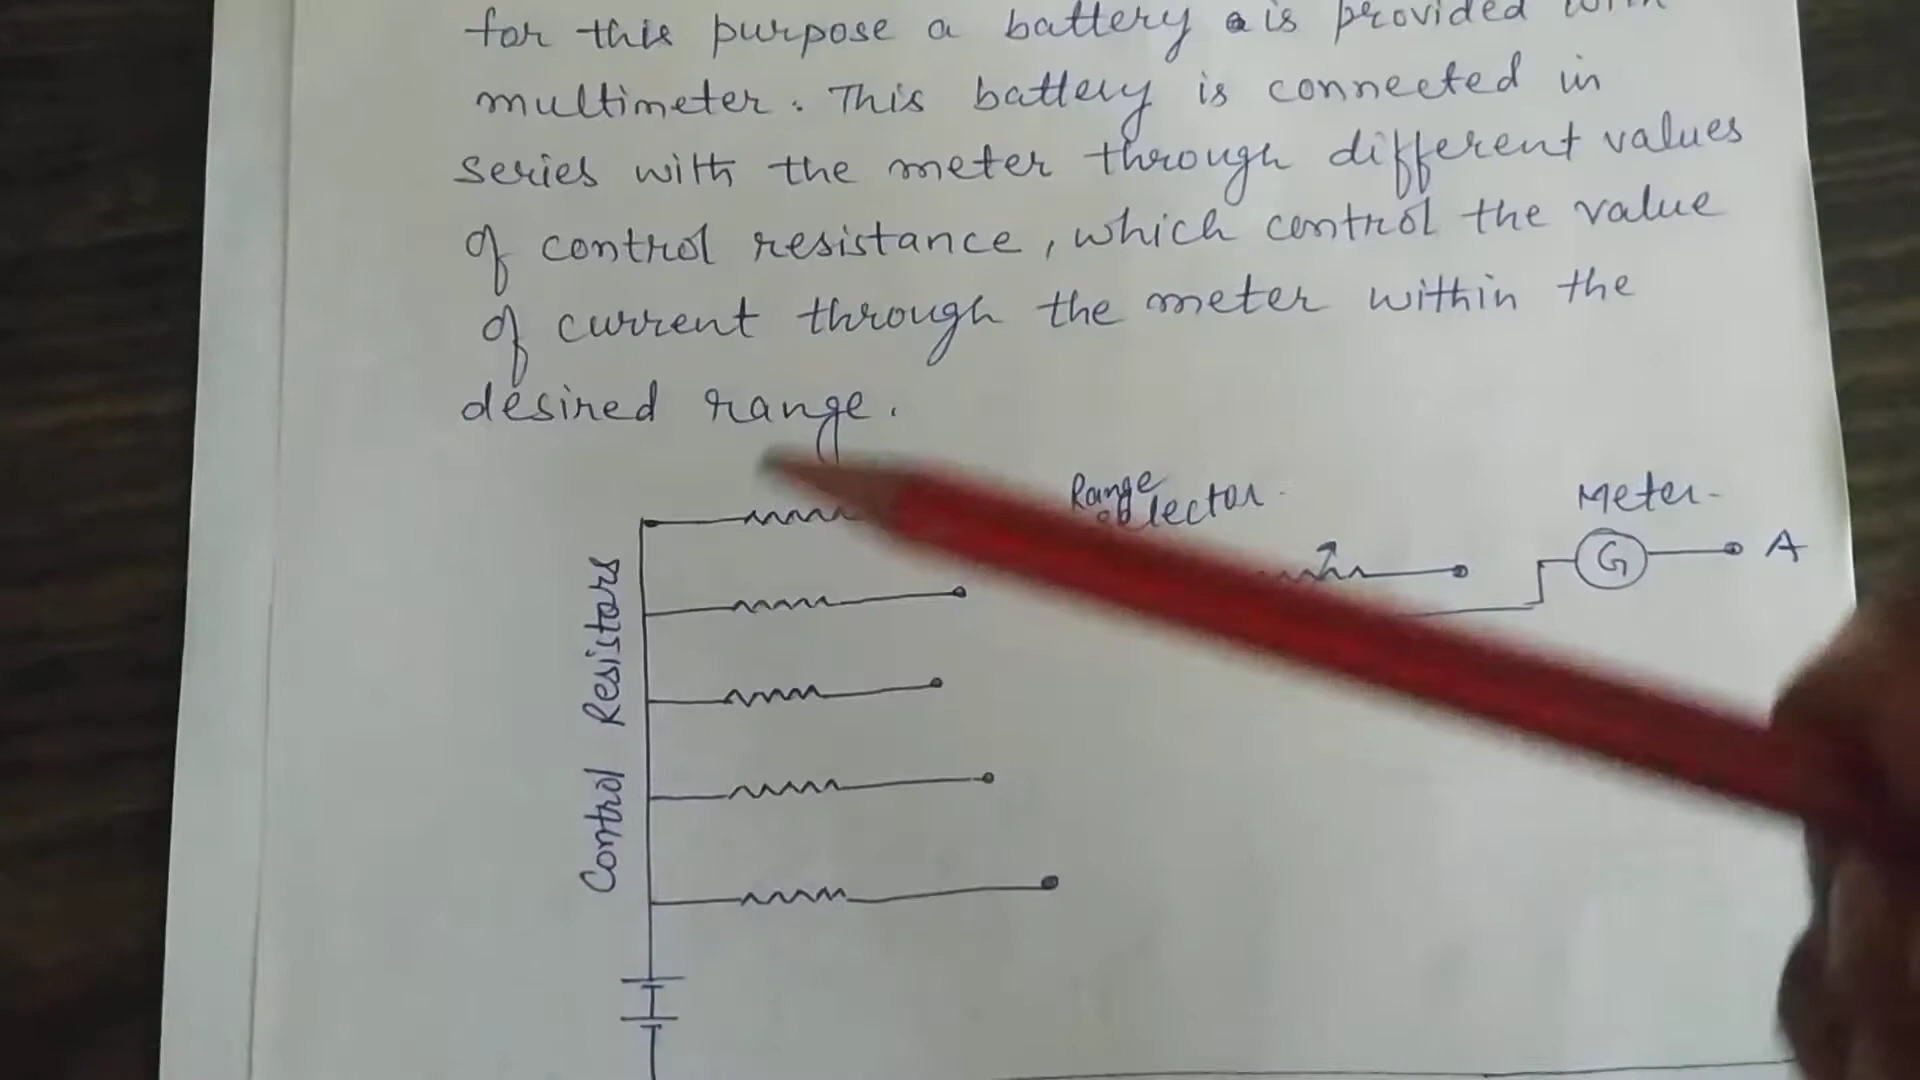 for this purpose a battery is provided with
multimeter. This battery is connected in
series with the meter through different values
of control resistance, which control the value
of current through the meter within the
desired range.
Range
Meter.
G
A
Control Resistors